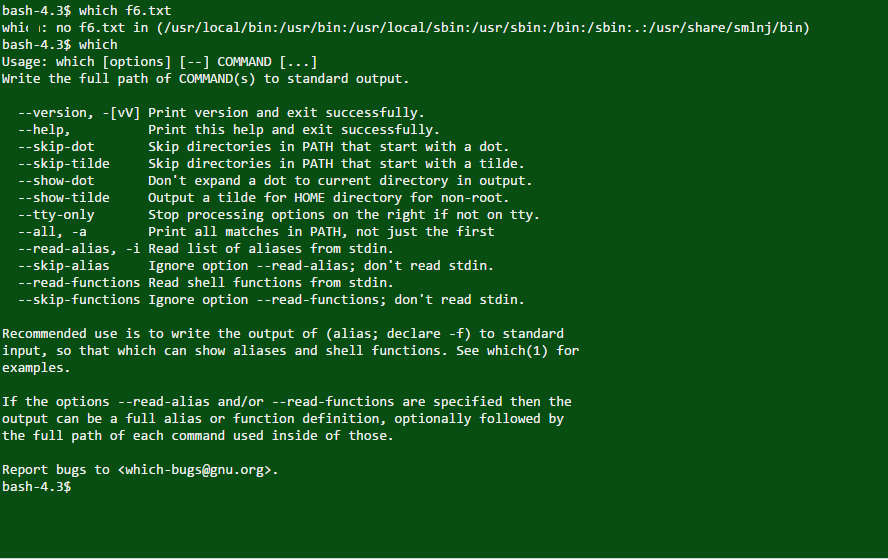 bash-4.3$ which f6.txt
which: no f6.txt in (/usr/local/bin:/usr/bin:/usr/local/sbin:/usr/sbin:/bin:/sbin:.:/usr/share/smlnj/bin)
bash-4.3$ which
Usage: which [options] [--] COMMAND [...]
Write the full path of COMMAND(s) to standard output.

  --version, -[vV] Print version and exit successfully.
  --help,          Print this help and exit successfully.
  --skip-dot       Skip directories in PATH that start with a dot.
  --skip-tilde     Skip directories in PATH that start with a tilde.
  --show-dot       Don't expand a dot to current directory in output.
  --show-tilde     Output a tilde for HOME directory for non-root.
  --tty-only       Stop processing options on the right if not on tty.
  --all, -a        Print all matches in PATH, not just the first
  --read-alias, -i Read list of aliases from stdin.
  --skip-alias     Ignore option --read-alias; don't read stdin.
  --read-functions Read shell functions from stdin.
  --skip-functions Ignore option --read-functions; don't read stdin.

Recommended use is to write the output of (alias; declare -f) to standard
input, so that which can show aliases and shell functions. See which(1) for
examples.

If the options --read-alias and/or --read-functions are specified then the
output can be a full alias or function definition, optionally followed by
the full path of each command used inside of those.

Report bugs to <which-bugs@gnu.org>.
bash-4.3$